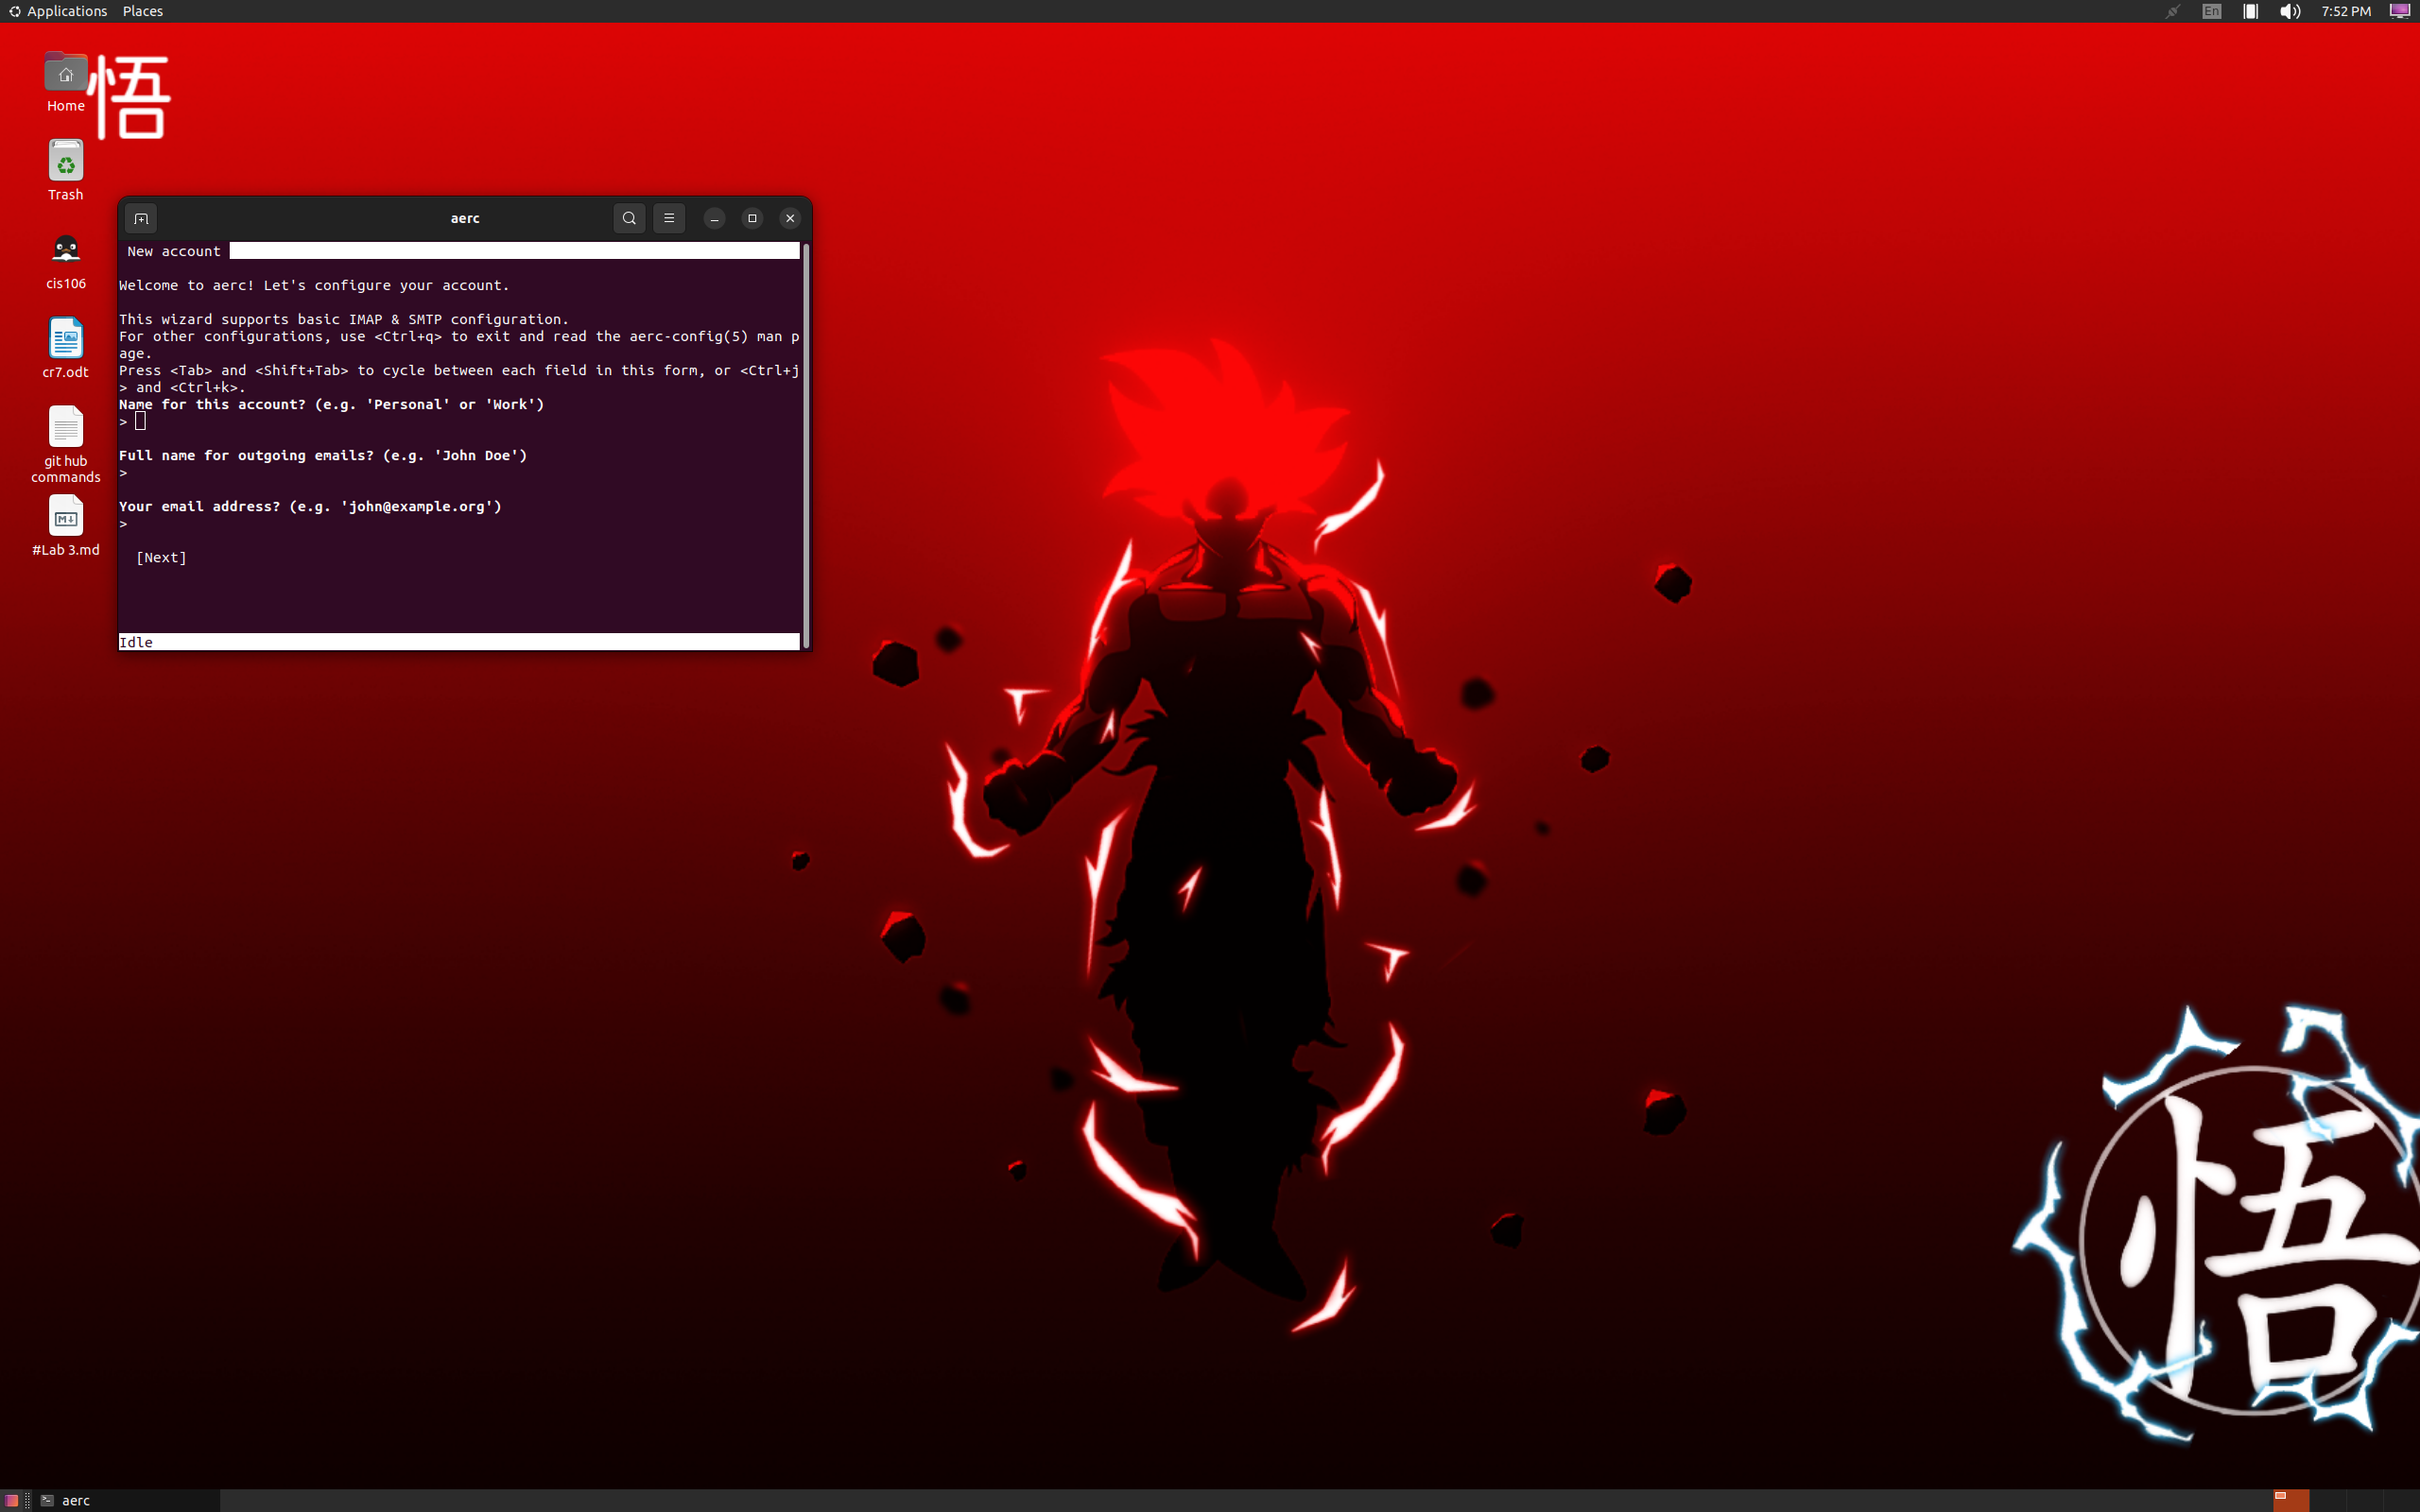 Applications Places
En
7:52 PM
悟
Home
Trash
cis106
cr7.odt
git hub
commands
M
#Lab 3.md
aerc
New account
Welcome to aerc! Let's configure your account.
This wizard supports basic IMAP & SMTP configuration.
For other configurations, use <Ctrl+q> to exit and read the aerc-config(5) man p
age.
Press <Tab> and <Shift+Tab> to cycle between each field in this form, or <Ctrl+j
> and <Ctrl+k>.
Name for this account? (e.g. 'Personal' or 'Work')
>
Full name for outgoing emails? (e.g. 'John Doe')
>
Your email address? (e.g. 'john@example.org')
>
[Next]
Idle
悟
aerc